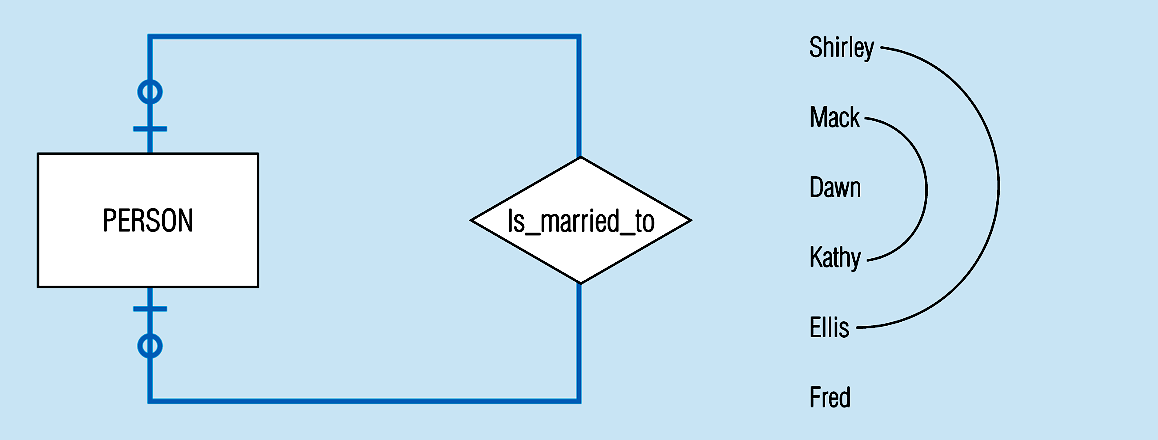 PERSON
Is_married_to
Shirley
Mack
Dawn
Kathy
Ellis
Fred